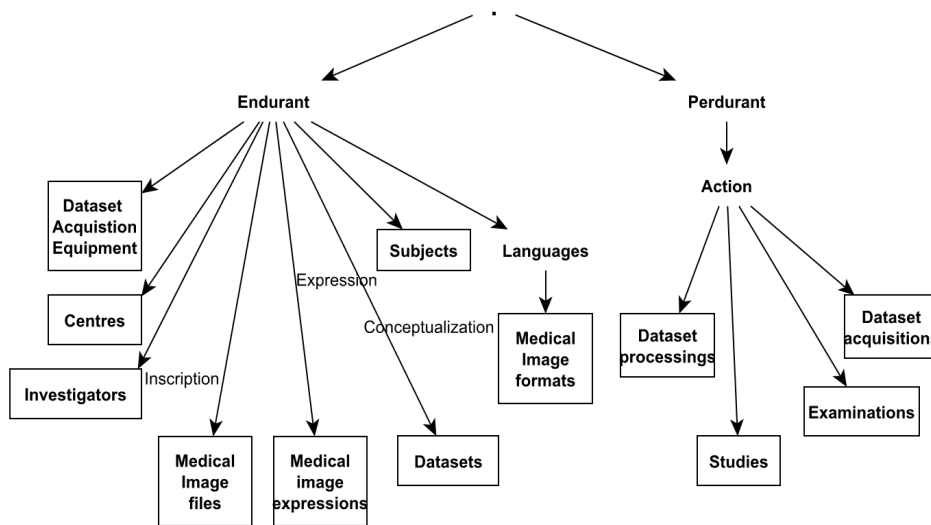 .
Endurant
Perdurant
Action
Dataset
Acquistion
Equipment
Subjects
Languages
Expression
Centres
Conceptualization
Medical
Image
formats
Dataset
processings
Dataset
acquisitions
Investigators
Inscription
Examinations
Medical
Image
files
Medical
image
expressions
Datasets
Studies